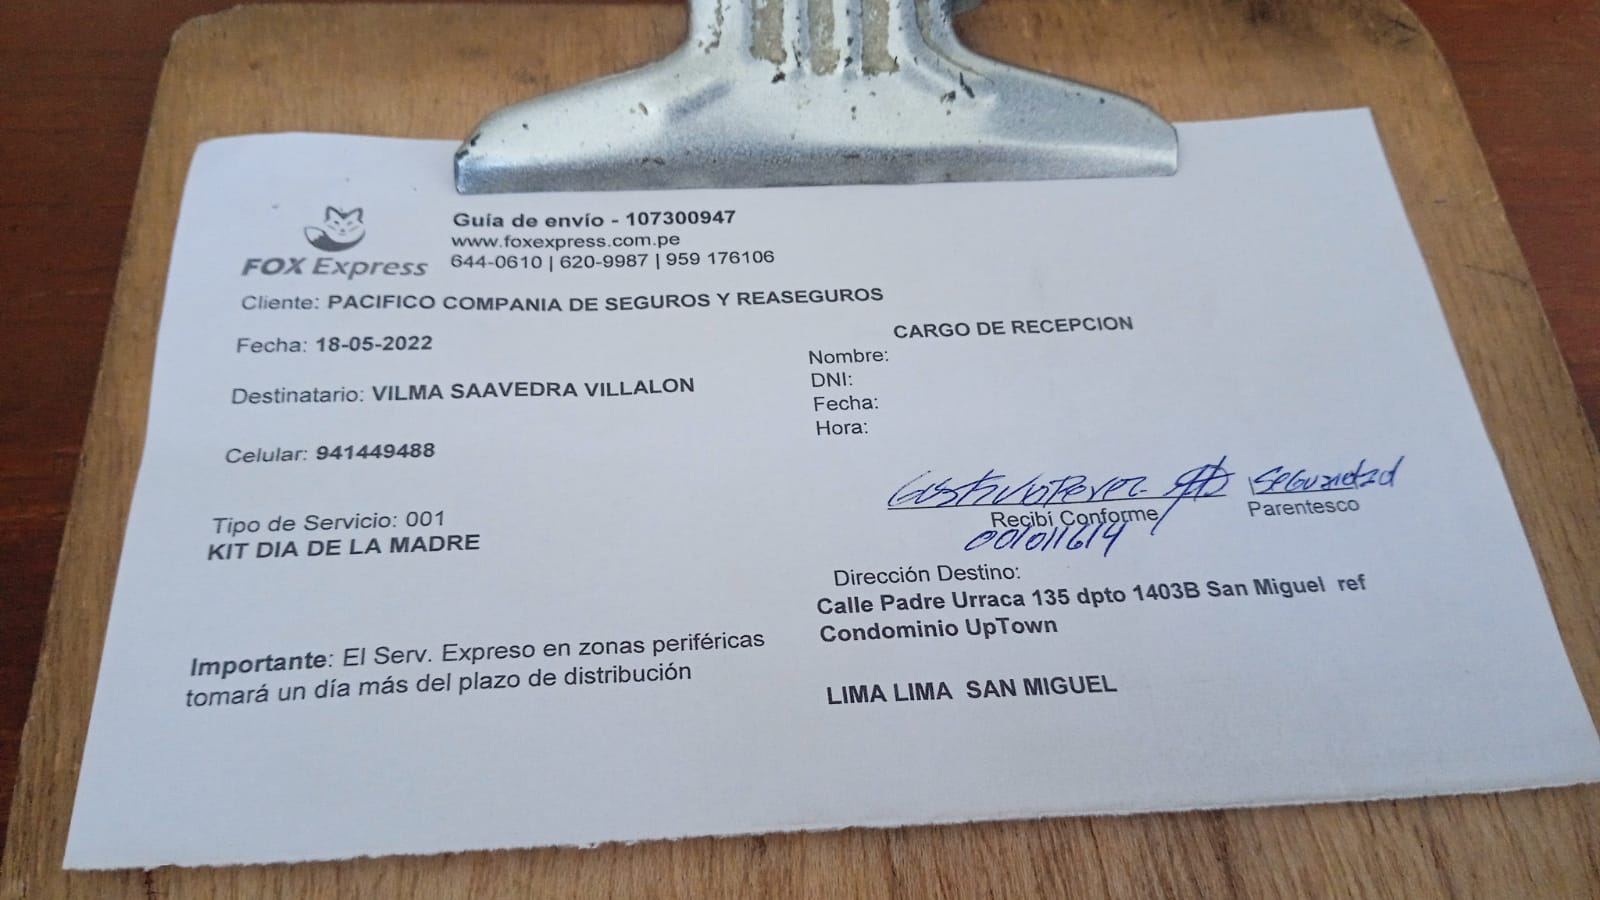 FOX Express
Guía de envío - 107300947
www.foxexpress.com.pe
644-0610 | 620-9987 | 959 176106
Cliente: PACIFICO COMPANIA DE SEGUROS Y REASEGUROS
Fecha: 18-05-2022
Destinatario: VILMA SAAVEDRA VILLALON
Celular: 941449488
Tipo de Servicio: 001
KIT DIA DE LA MADRE
Importante: El Serv. Expreso en zonas periféricas
tomará un día más del plazo de distribución
CARGO DE RECEPCION
Nombre:
DNI:
Fecha:
Hora:
Gustavo Perez Seguridad
Recibí Conforme Parentesco
001011614
Dirección Destino:
Calle Padre Urraca 135 dpto 1403B San Miguel ref
Condominio UpTown
LIMA LIMA SAN MIGUEL